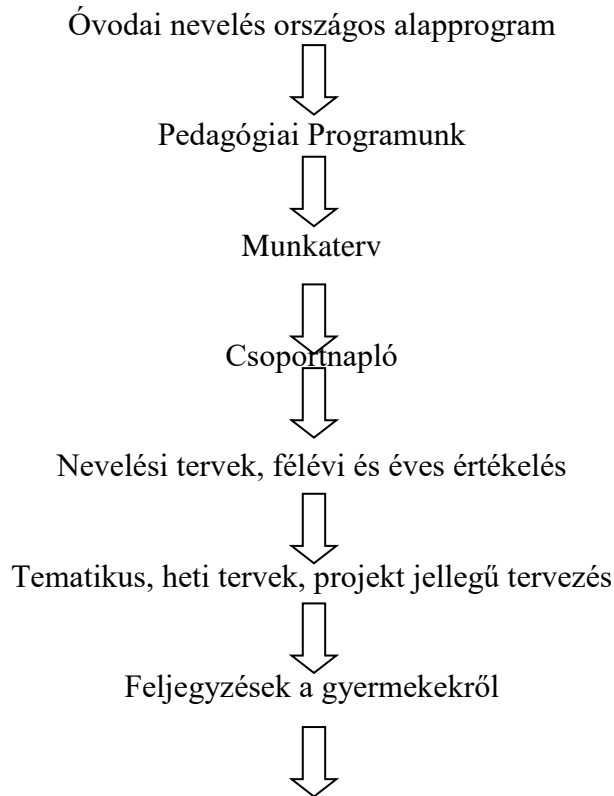 Óvodai nevelés országos alapprogram
Pedagógiai Programunk
Munkaterv
Csoportnapló
Nevelési tervek, félévi és éves értékelés
Tematikus, heti tervek, projekt jellegű tervezés
Feljegyzések a gyermekekről